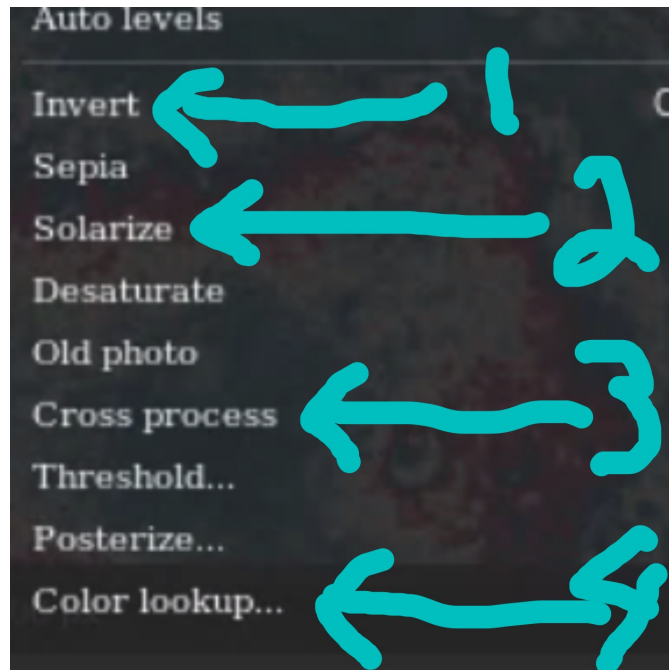 Auto levels
Invert 1
Sepia
Solarize 2
Desaturate
Old photo
Cross process 3
Threshold...
Posterize...
Color lookup... 4